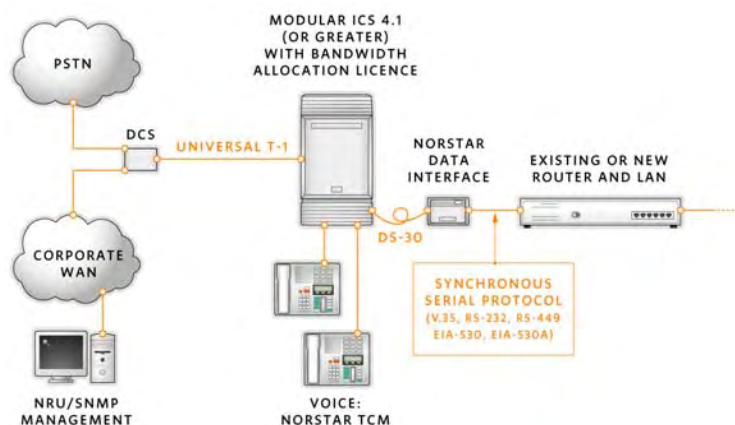 MODULAR ICS 4.1
(OR GREATER)
WITH BANDWIDTH
ALLOCATION LICENCE
PSTN
DCS
UNIVERSAL T-1
NORSTAR
DATA
INTERFACE
EXISTING OR NEW
ROUTER AND LAN
DS-30
CORPORATE
WAN
SYNCHRONOUS
SERIAL PROTOCOL
(V.35, RS-232, RS-449
EIA-530, EIA-530A)
NRU/SNMP
MANAGEMENT
VOICE:
NORSTAR TCM